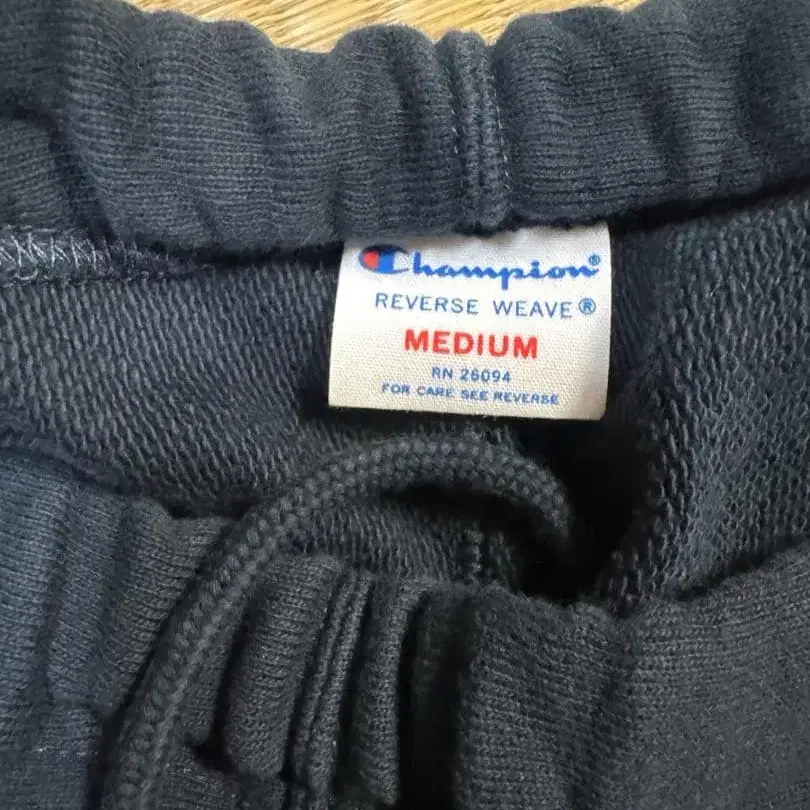 Champion®
REVERSE WEAVE®
MEDIUM
RN 26094
FOR CARE SEE REVERSE